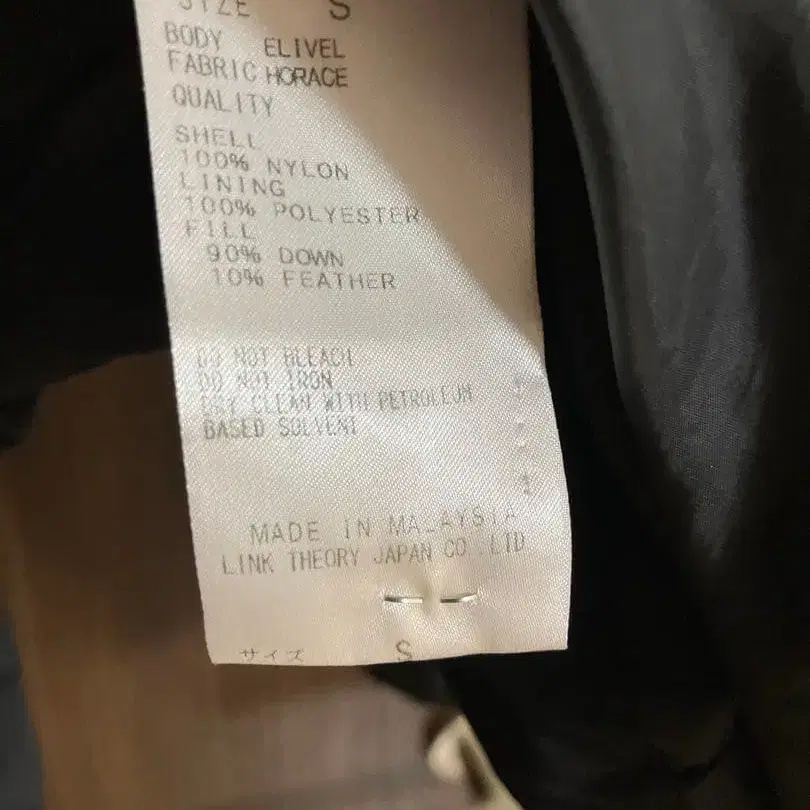 SIZE S
BODY ELIVEL
FABRIC HORACE
QUALITY
SHELL
100% NYLON
LINING
100% POLYESTER
FILL
90% DOWN
10% FEATHER
DO NOT BLEACH
DO NOT IRON
DRY CLEAN WITH PETROLEUM
BASED SOLVENT
MADE IN MALAYSIA
LINK THEORY JAPAN CO.,LTD
サイズ S